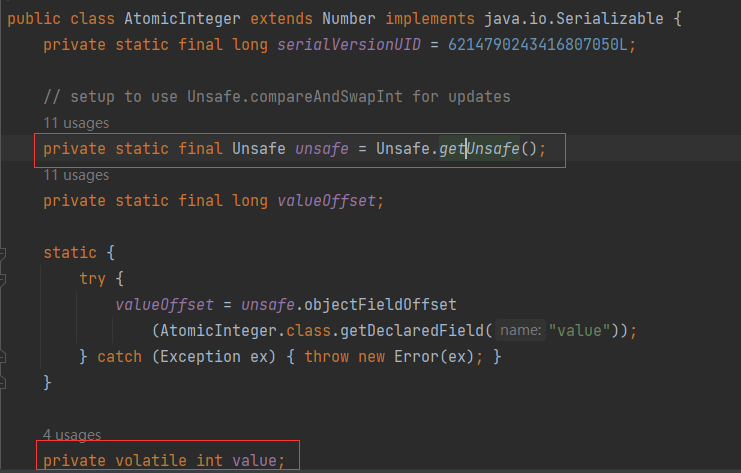 public class AtomicInteger extends Number implements java.io.Serializable {
private static final long serialVersionUID = 6214790243416807050L;
// setup to use Unsafe.compareAndSwapInt for updates
11 usages
private static final Unsafe unsafe = Unsafe.getUnsafe();
11 usages
private static final long valueOffset;
static {
try {
valueOffset = unsafe.objectFieldOffset
(AtomicInteger.class.getDeclaredField( name: "value"));
} catch (Exception ex) { throw new Error(ex); }
}
4 usages
private volatile int value;